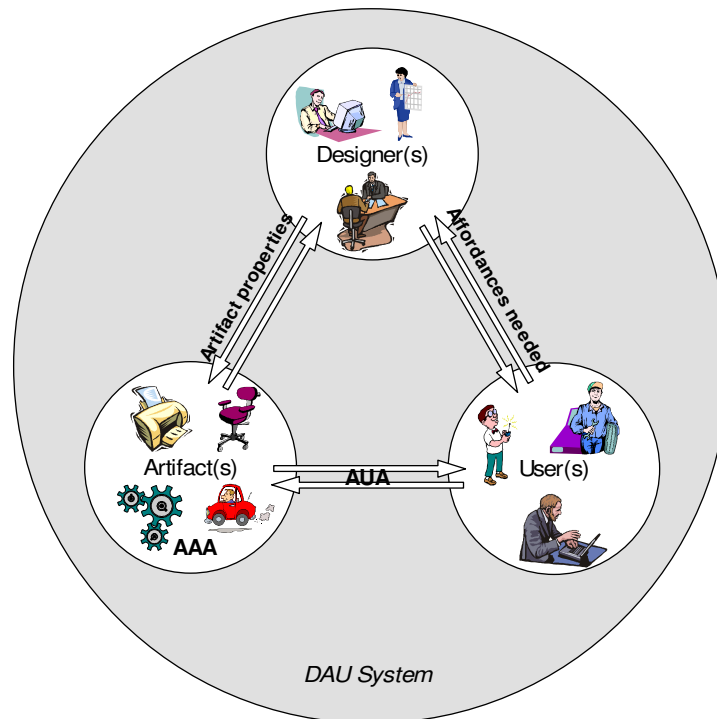 Designer(s)
Artifact properties
Affordances needed
Artifact(s)
AUA
User(s)
AAA
DAU System